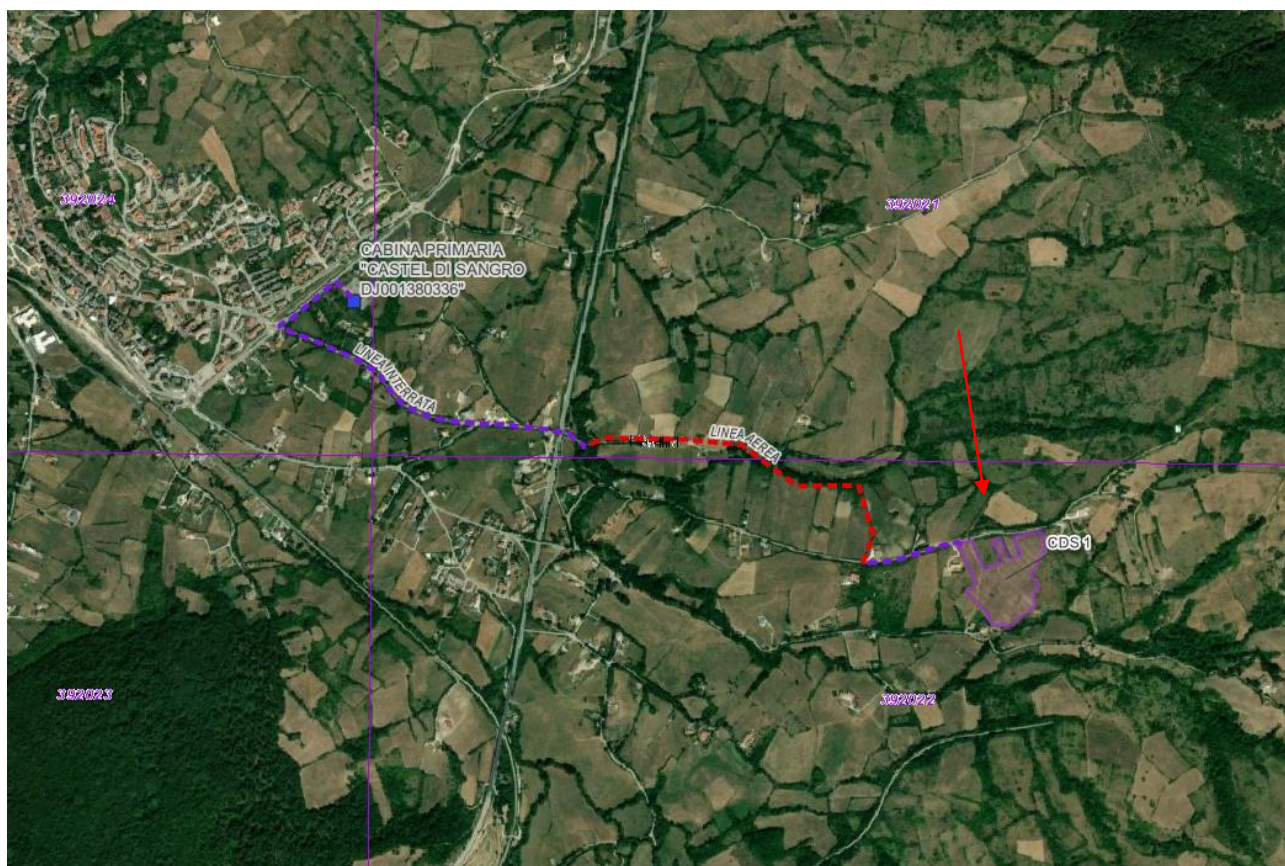 392024
392021
CABINA PRIMARIA
"CASTEL DI SANGRO
DJ001380336"
LINEA INTERRATA
LINEA AEREA
CDS 1
392023
392022